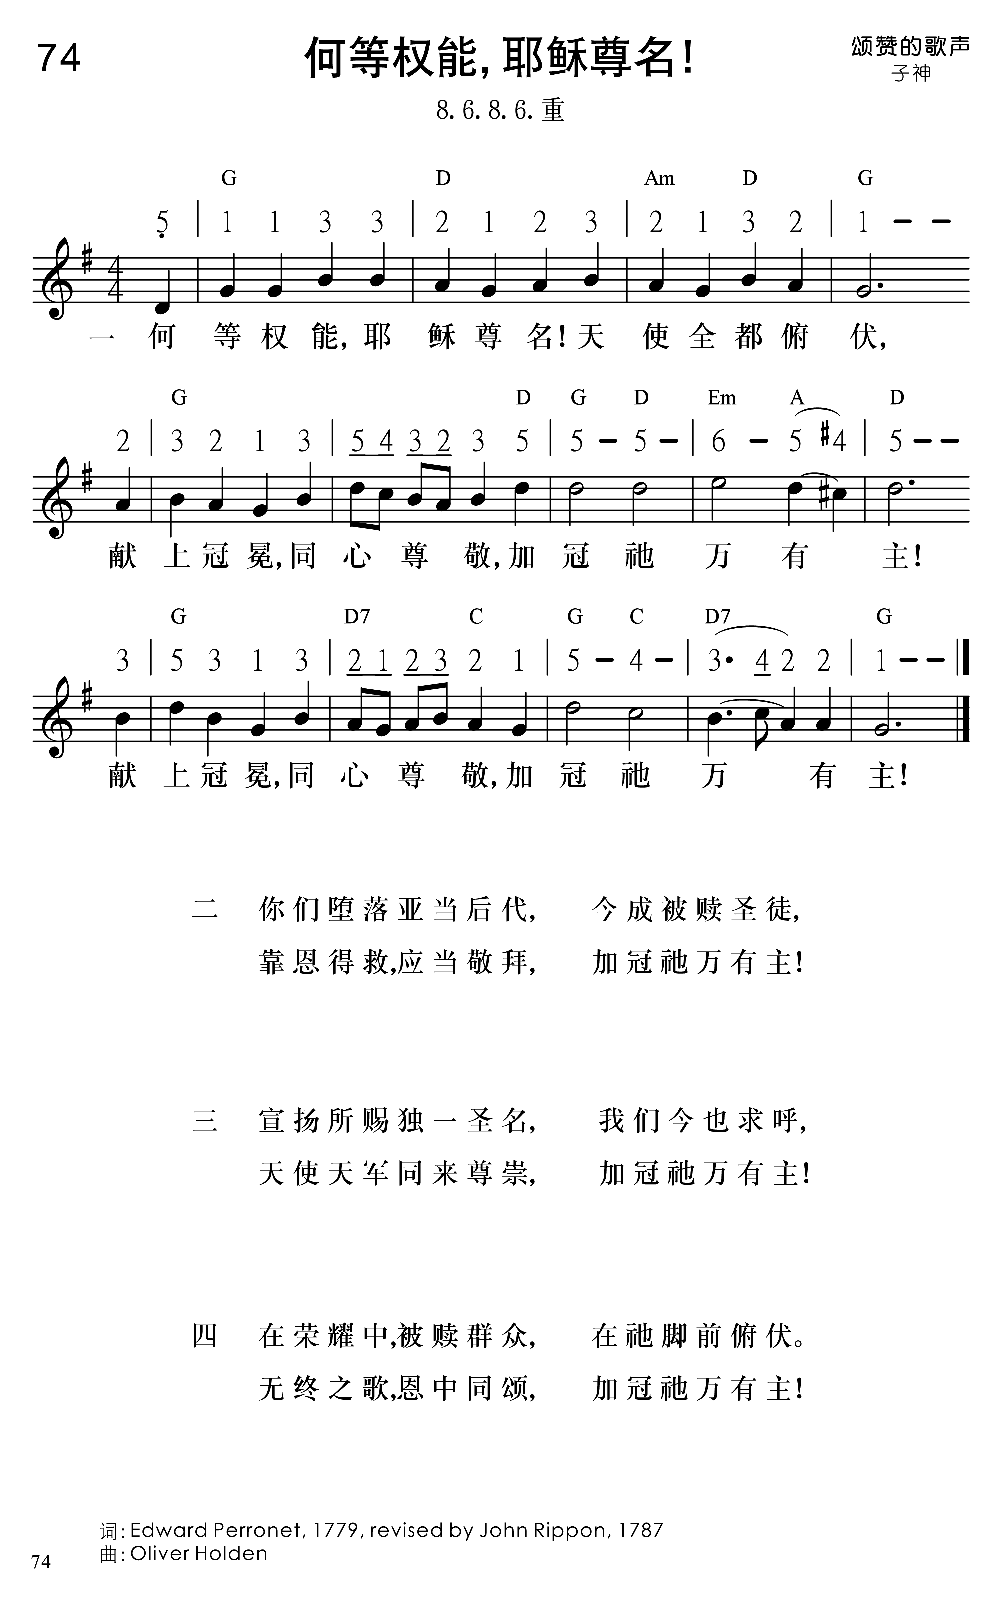 74
何等权能,耶稣尊名!
颂赞的歌声
子神
8.6.8.6.重
G D Am D G
5 | 1 1 3 3 | 2 1 2 3 | 2 1 3 2 | 1 – –
4 4
一 何 等 权 能, 耶 稣 尊 名! 天 使 全 都 俯 伏,
G D G D Em A D
2 | 3 2 1 3 | 5 4 3 2 3 5 | 5 – 5 – | 6 – 5 #4 | 5 – –
献 上 冠 冕, 同 心 尊 敬, 加 冠 祂 万 有 主!
G D7 C G C D7 G
3 | 5 3 1 3 | 2 1 2 3 2 1 | 5 – 4 – | 3· 4 2 2 | 1 – –
献 上 冠 冕, 同 心 尊 敬, 加 冠 祂 万 有 主!
二 你们堕落亚当后代, 今成被赎圣徒,
靠恩得救,应当敬拜, 加冠祂万有主!
三 宣扬所赐独一圣名, 我们今也求呼,
天使天军同来尊崇, 加冠祂万有主!
四 在荣耀中,被赎群众, 在祂脚前俯伏。
无终之歌,恩中同颂, 加冠祂万有主!
词: Edward Perronet, 1779, revised by John Rippon, 1787
曲: Oliver Holden
74